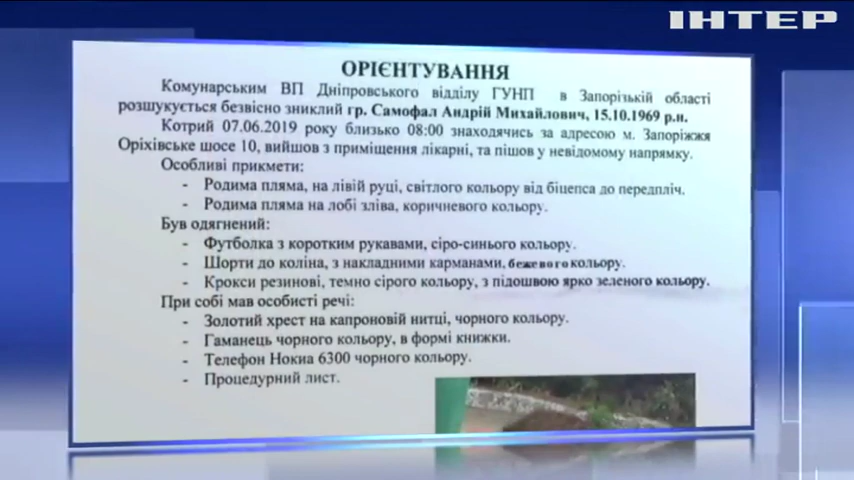 ІНТЕР
ОРІЄНТУВАННЯ
Комунарським ВП Дніпровського відділу ГУНП в Запорізькій області
розшукується безвісно зниклий гр. Самофал Андрій Михайлович, 15.10.1969 р.н.
Котрий 07.06.2019 року близько 08:00 знаходячись за адресою м. Запоріжжя
Оріхівське шосе 10, вийшов з приміщення лікарні, та пішов у невідомому напрямку.
Особливі прикмети:
- Родима пляма, на лівій руці, світлого кольору від біцепса до передпліч.
- Родима пляма на лобі зліва, коричневого кольору.
Був одягнений:
- Футболка з коротким рукавами, сіро-синього кольору.
- Шорти до коліна, з накладними карманами, бежевого кольору.
- Крокси резинові, темно сірого кольору, з підошвою ярко зеленого кольору.
При собі мав особисті речі:
- Золотий хрест на капроновій нитці, чорного кольору.
- Гаманець чорного кольору, в формі книжки.
- Телефон Нокиа 6300 чорного кольору.
- Процедурний лист.